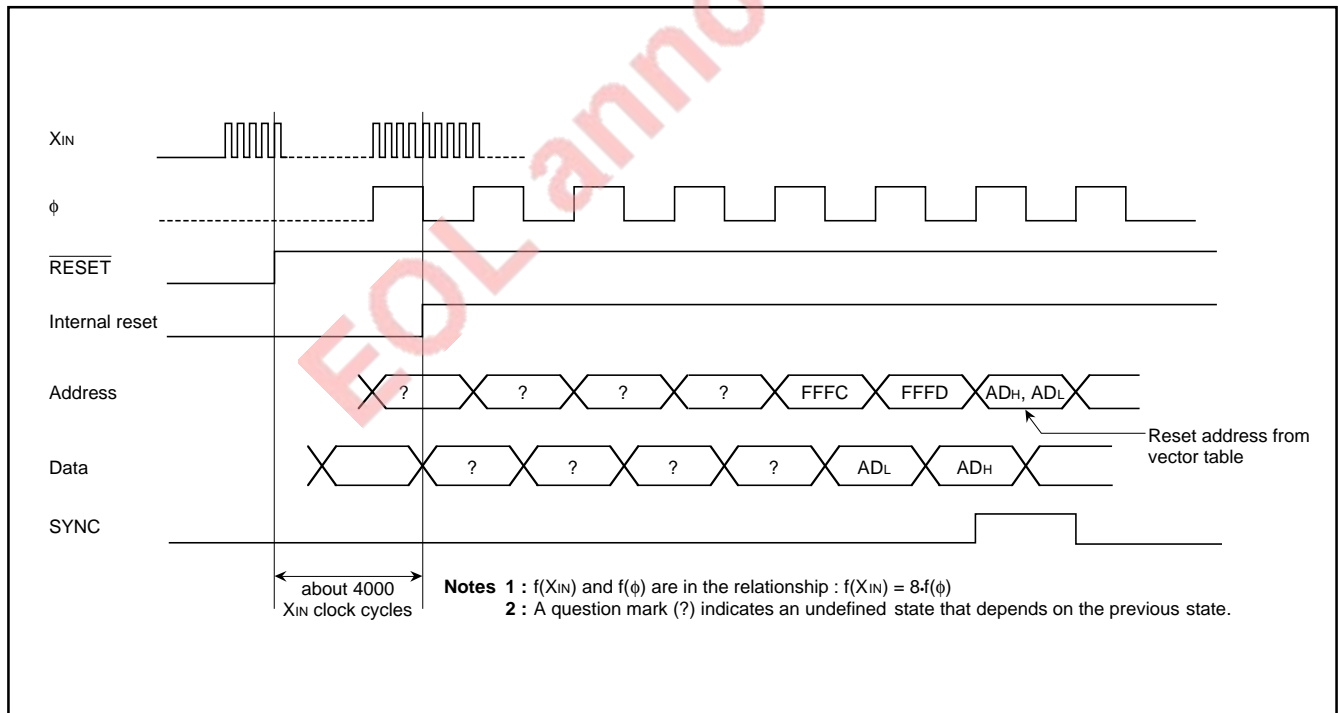 EOL anno
XIN
ϕ
RESET
Internal reset
Address
? ? ? ? FFFC FFFD ADH, ADL
Reset address from
vector table
Data
? ? ? ? ADL ADH
SYNC
about 4000
XIN clock cycles
Notes 1 : f(XIN) and f(ϕ) are in the relationship : f(XIN) = 8•f(ϕ)
2 : A question mark (?) indicates an undefined state that depends on the previous state.